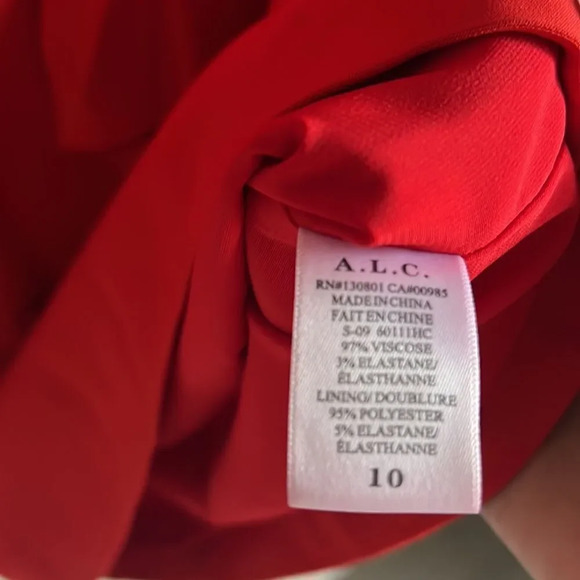 A.L.C.
RN#130801 CA#00985
MADE IN CHINA
FAIT EN CHINE
S-09 60111HC
97% VISCOSE
3% ELASTANE/
ÉLASTHANNE
LINING/ DOUBLURE
95% POLYESTER
5% ELASTANE/
ÉLASTHANNE
10